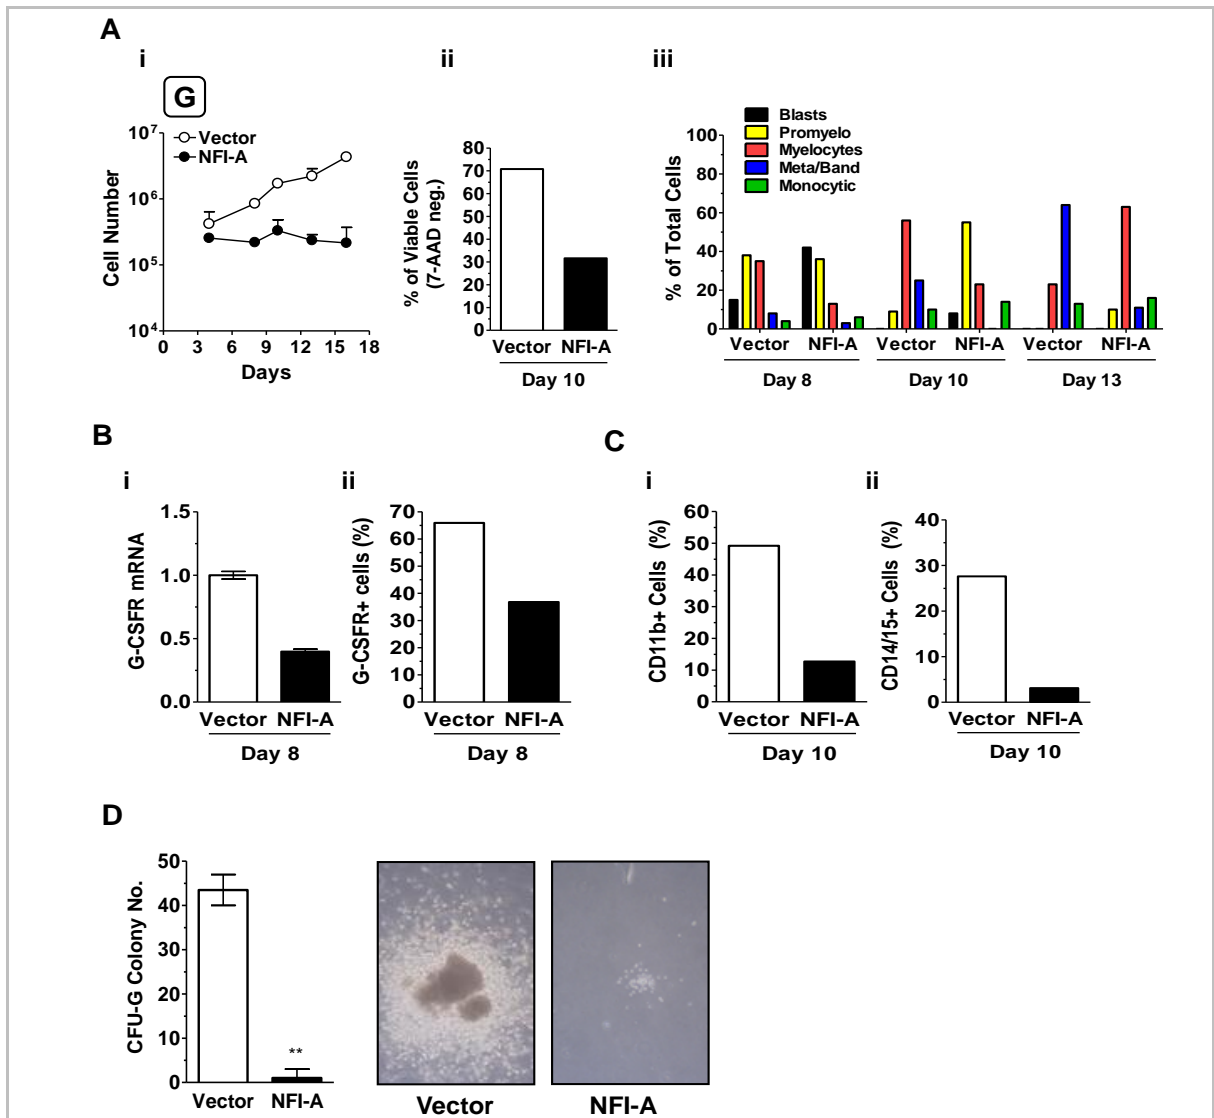 A
i
ii
iii
G
Vector
NFI-A
Cell Number
10⁷
10⁶
10⁵
10⁴
0 3 6 9 12 15 18
Days
% of Viable Cells
(7-AAD neg.)
80
70
60
50
40
30
20
10
0
Vector NFI-A
Day 10
Blasts
Promyelo
Myelocytes
Meta/Band
Monocytic
% of Total Cells
100
80
60
40
20
0
Vector NFI-A Vector NFI-A Vector NFI-A
Day 8 Day 10 Day 13
B
i
ii
G-CSFR mRNA
1.5
1.0
0.5
0.0
Vector NFI-A
Day 8
G-CSFR+ cells (%)
70
60
50
40
30
20
10
0
Vector NFI-A
Day 8
C
i
ii
CD11b+ Cells (%)
60
50
40
30
20
10
0
Vector NFI-A
Day 10
CD14/15+ Cells (%)
40
30
20
10
0
Vector NFI-A
Day 10
D
CFU-G Colony No.
50
40
30
20
10
0
**
Vector NFI-A
Vector NFI-A